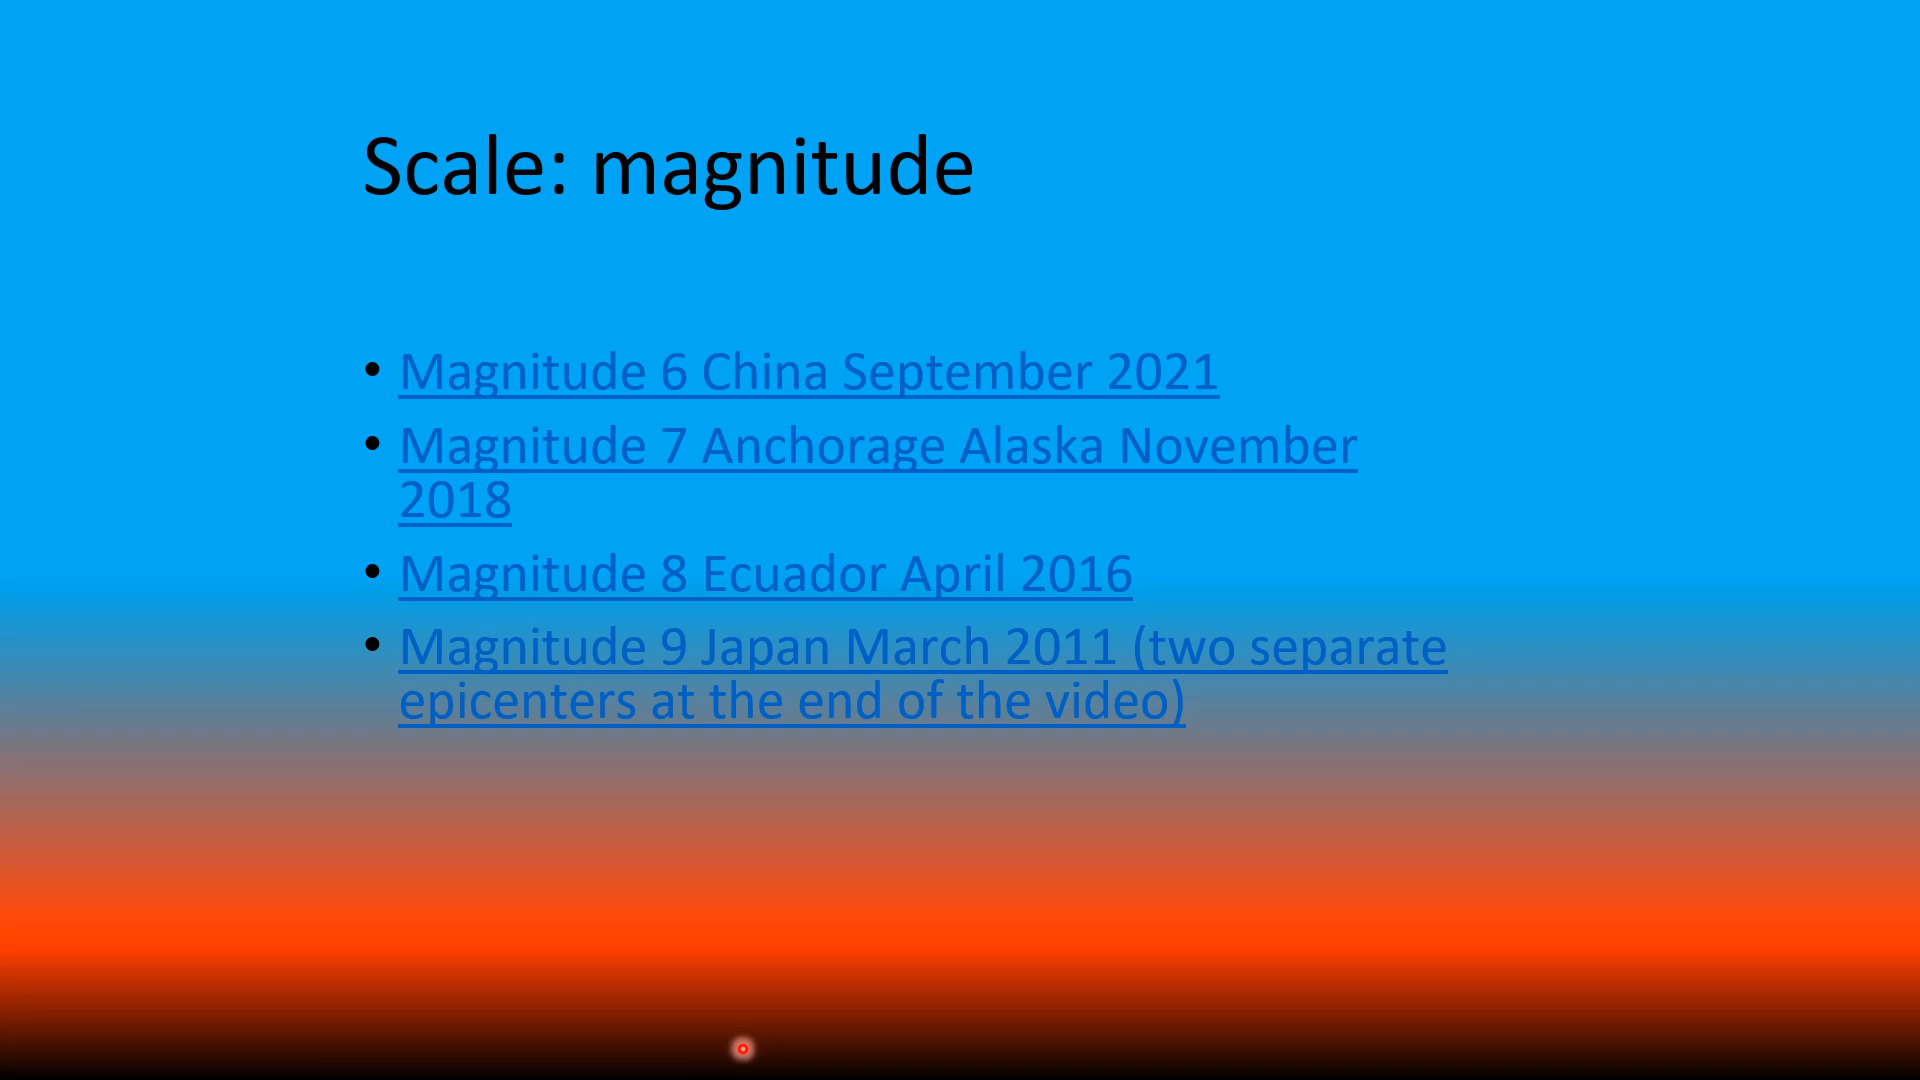 Scale: magnitude
• Magnitude 6 China September 2021
• Magnitude 7 Anchorage Alaska November
2018
• Magnitude 8 Ecuador April 2016
• Magnitude 9 Japan March 2011 (two separate
epicenters at the end of the video)